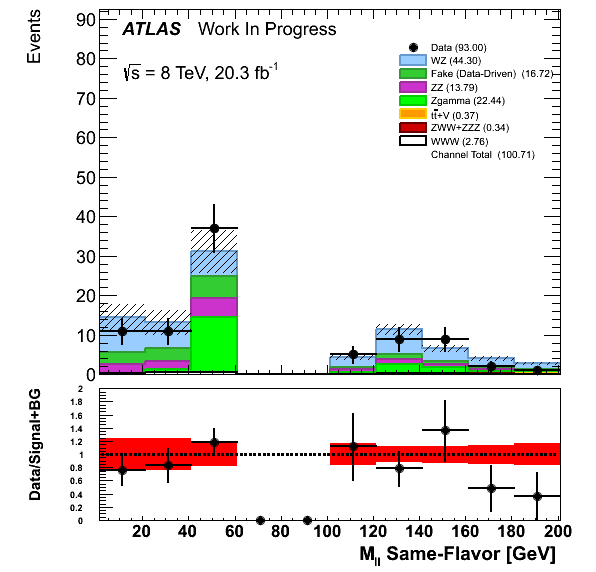 Events
90
80
70
60
50
40
30
20
10
0
ATLAS Work In Progress
√s = 8 TeV, 20.3 fb⁻¹
Data (93.00)
WZ (44.30)
Fake (Data-Driven) (16.72)
ZZ (13.79)
Zgamma (22.44)
tt̄+V (0.37)
ZWW+ZZZ (0.34)
WWW (2.76)
Channel Total (100.71)
Data/Signal+BG
2
1.8
1.6
1.4
1.2
1
0.8
0.6
0.4
0.2
0
20 40 60 80 100 120 140 160 180 200
M_ll Same-Flavor [GeV]